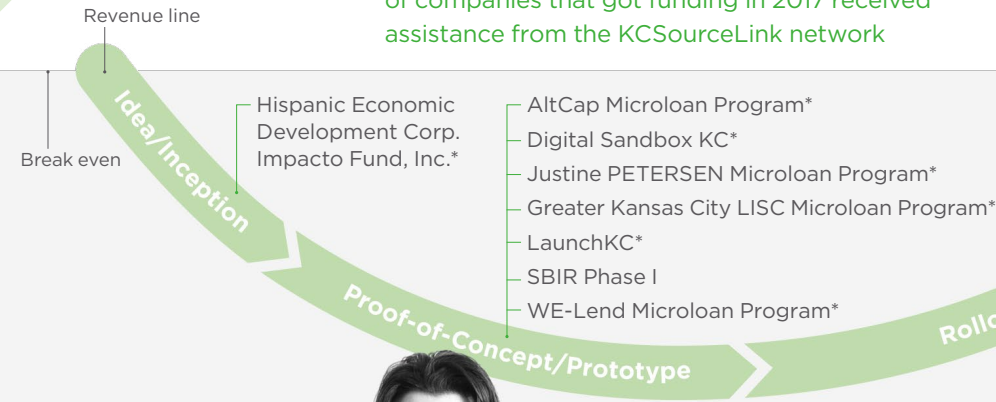 of companies that got funding in 2017 received
assistance from the KCSourceLink network
Revenue line
Break even
Idea/Inception
Hispanic Economic
Development Corp.
Impacto Fund, Inc.*
AltCap Microloan Program*
Digital Sandbox KC*
Justine PETERSEN Microloan Program*
Greater Kansas City LISC Microloan Program*
LaunchKC*
SBIR Phase I
WE-Lend Microloan Program*
Proof-of-Concept/Prototype